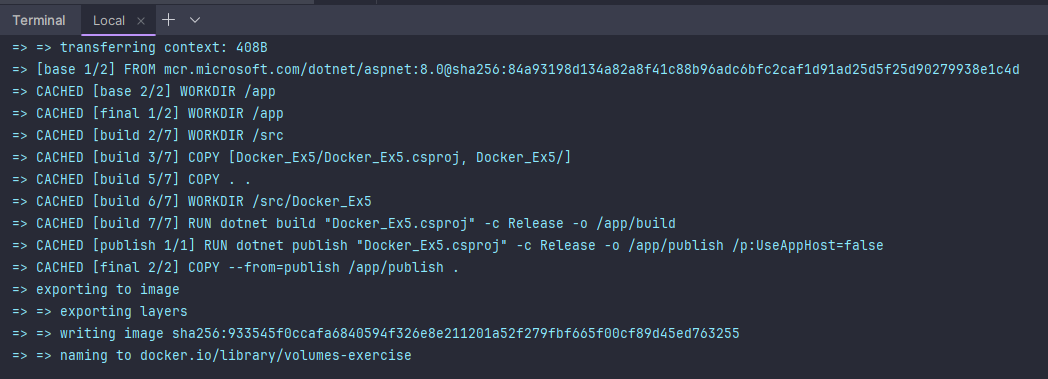 Terminal Local × +
=> => transferring context: 408B
=> [base 1/2] FROM mcr.microsoft.com/dotnet/aspnet:8.0@sha256:84a93198d134a82a8f41c88b96adc6bfc2caf1d91ad25d5f25d90279938e1c4d
=> CACHED [base 2/2] WORKDIR /app
=> CACHED [final 1/2] WORKDIR /app
=> CACHED [build 2/7] WORKDIR /src
=> CACHED [build 3/7] COPY [Docker_Ex5/Docker_Ex5.csproj, Docker_Ex5/]
=> CACHED [build 5/7] COPY . .
=> CACHED [build 6/7] WORKDIR /src/Docker_Ex5
=> CACHED [build 7/7] RUN dotnet build "Docker_Ex5.csproj" -c Release -o /app/build
=> CACHED [publish 1/1] RUN dotnet publish "Docker_Ex5.csproj" -c Release -o /app/publish /p:UseAppHost=false
=> CACHED [final 2/2] COPY --from=publish /app/publish .
=> exporting to image
=> => exporting layers
=> => writing image sha256:933545f0ccafa6840594f326e8e211201a52f279fbf665f00cf89d45ed763255
=> => naming to docker.io/library/volumes-exercise